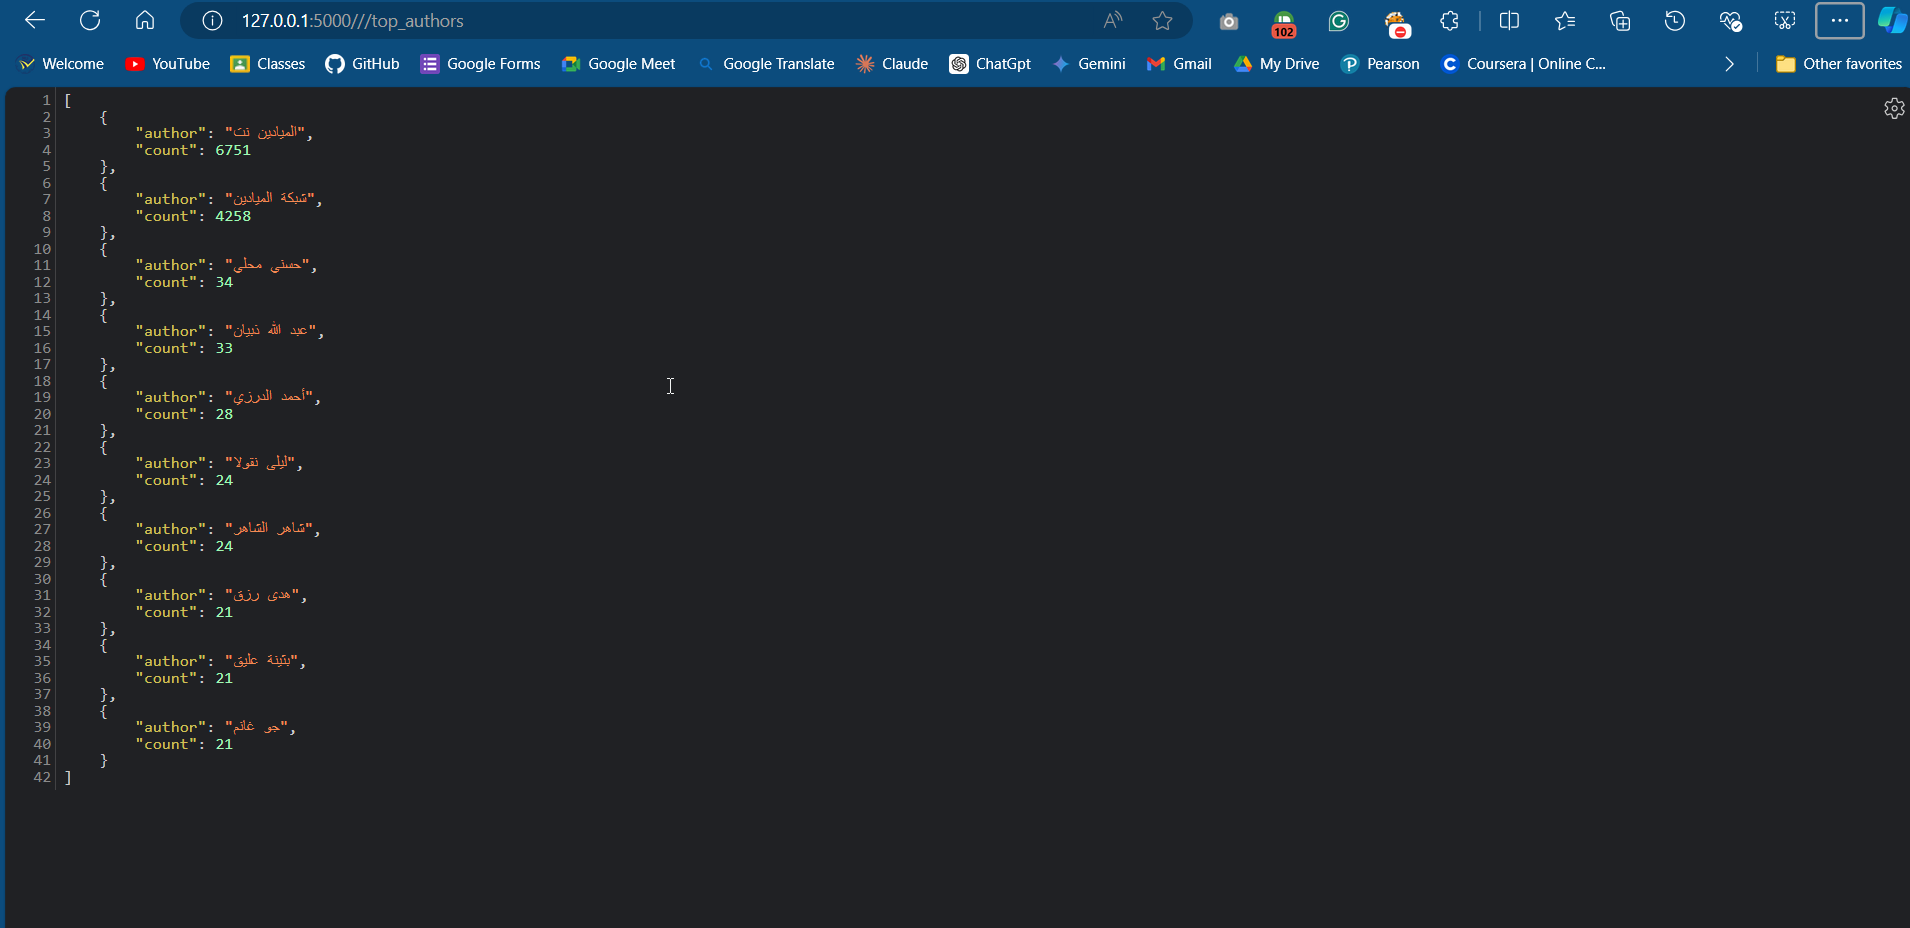 127.0.0.1:5000///top_authors
102
Welcome YouTube Classes GitHub Google Forms Google Meet Google Translate Claude ChatGpt Gemini Gmail My Drive Pearson Coursera | Online C... Other favorites
1 [
2 {
3 "author": "الميادين نت",
4 "count": 6751
5 },
6 {
7 "author": "شبكة الميادين",
8 "count": 4258
9 },
10 {
11 "author": "حسني محلي",
12 "count": 34
13 },
14 {
15 "author": "عبد الله ذبيان",
16 "count": 33
17 },
18 {
19 "author": "أحمد الدرزي",
20 "count": 28
21 },
22 {
23 "author": "ليلى نقولا",
24 "count": 24
25 },
26 {
27 "author": "شاهر الشاهر",
28 "count": 24
29 },
30 {
31 "author": "هدى رزق",
32 "count": 21
33 },
34 {
35 "author": "بثينة عليق",
36 "count": 21
37 },
38 {
39 "author": "جو غانم",
40 "count": 21
41 }
42 ]